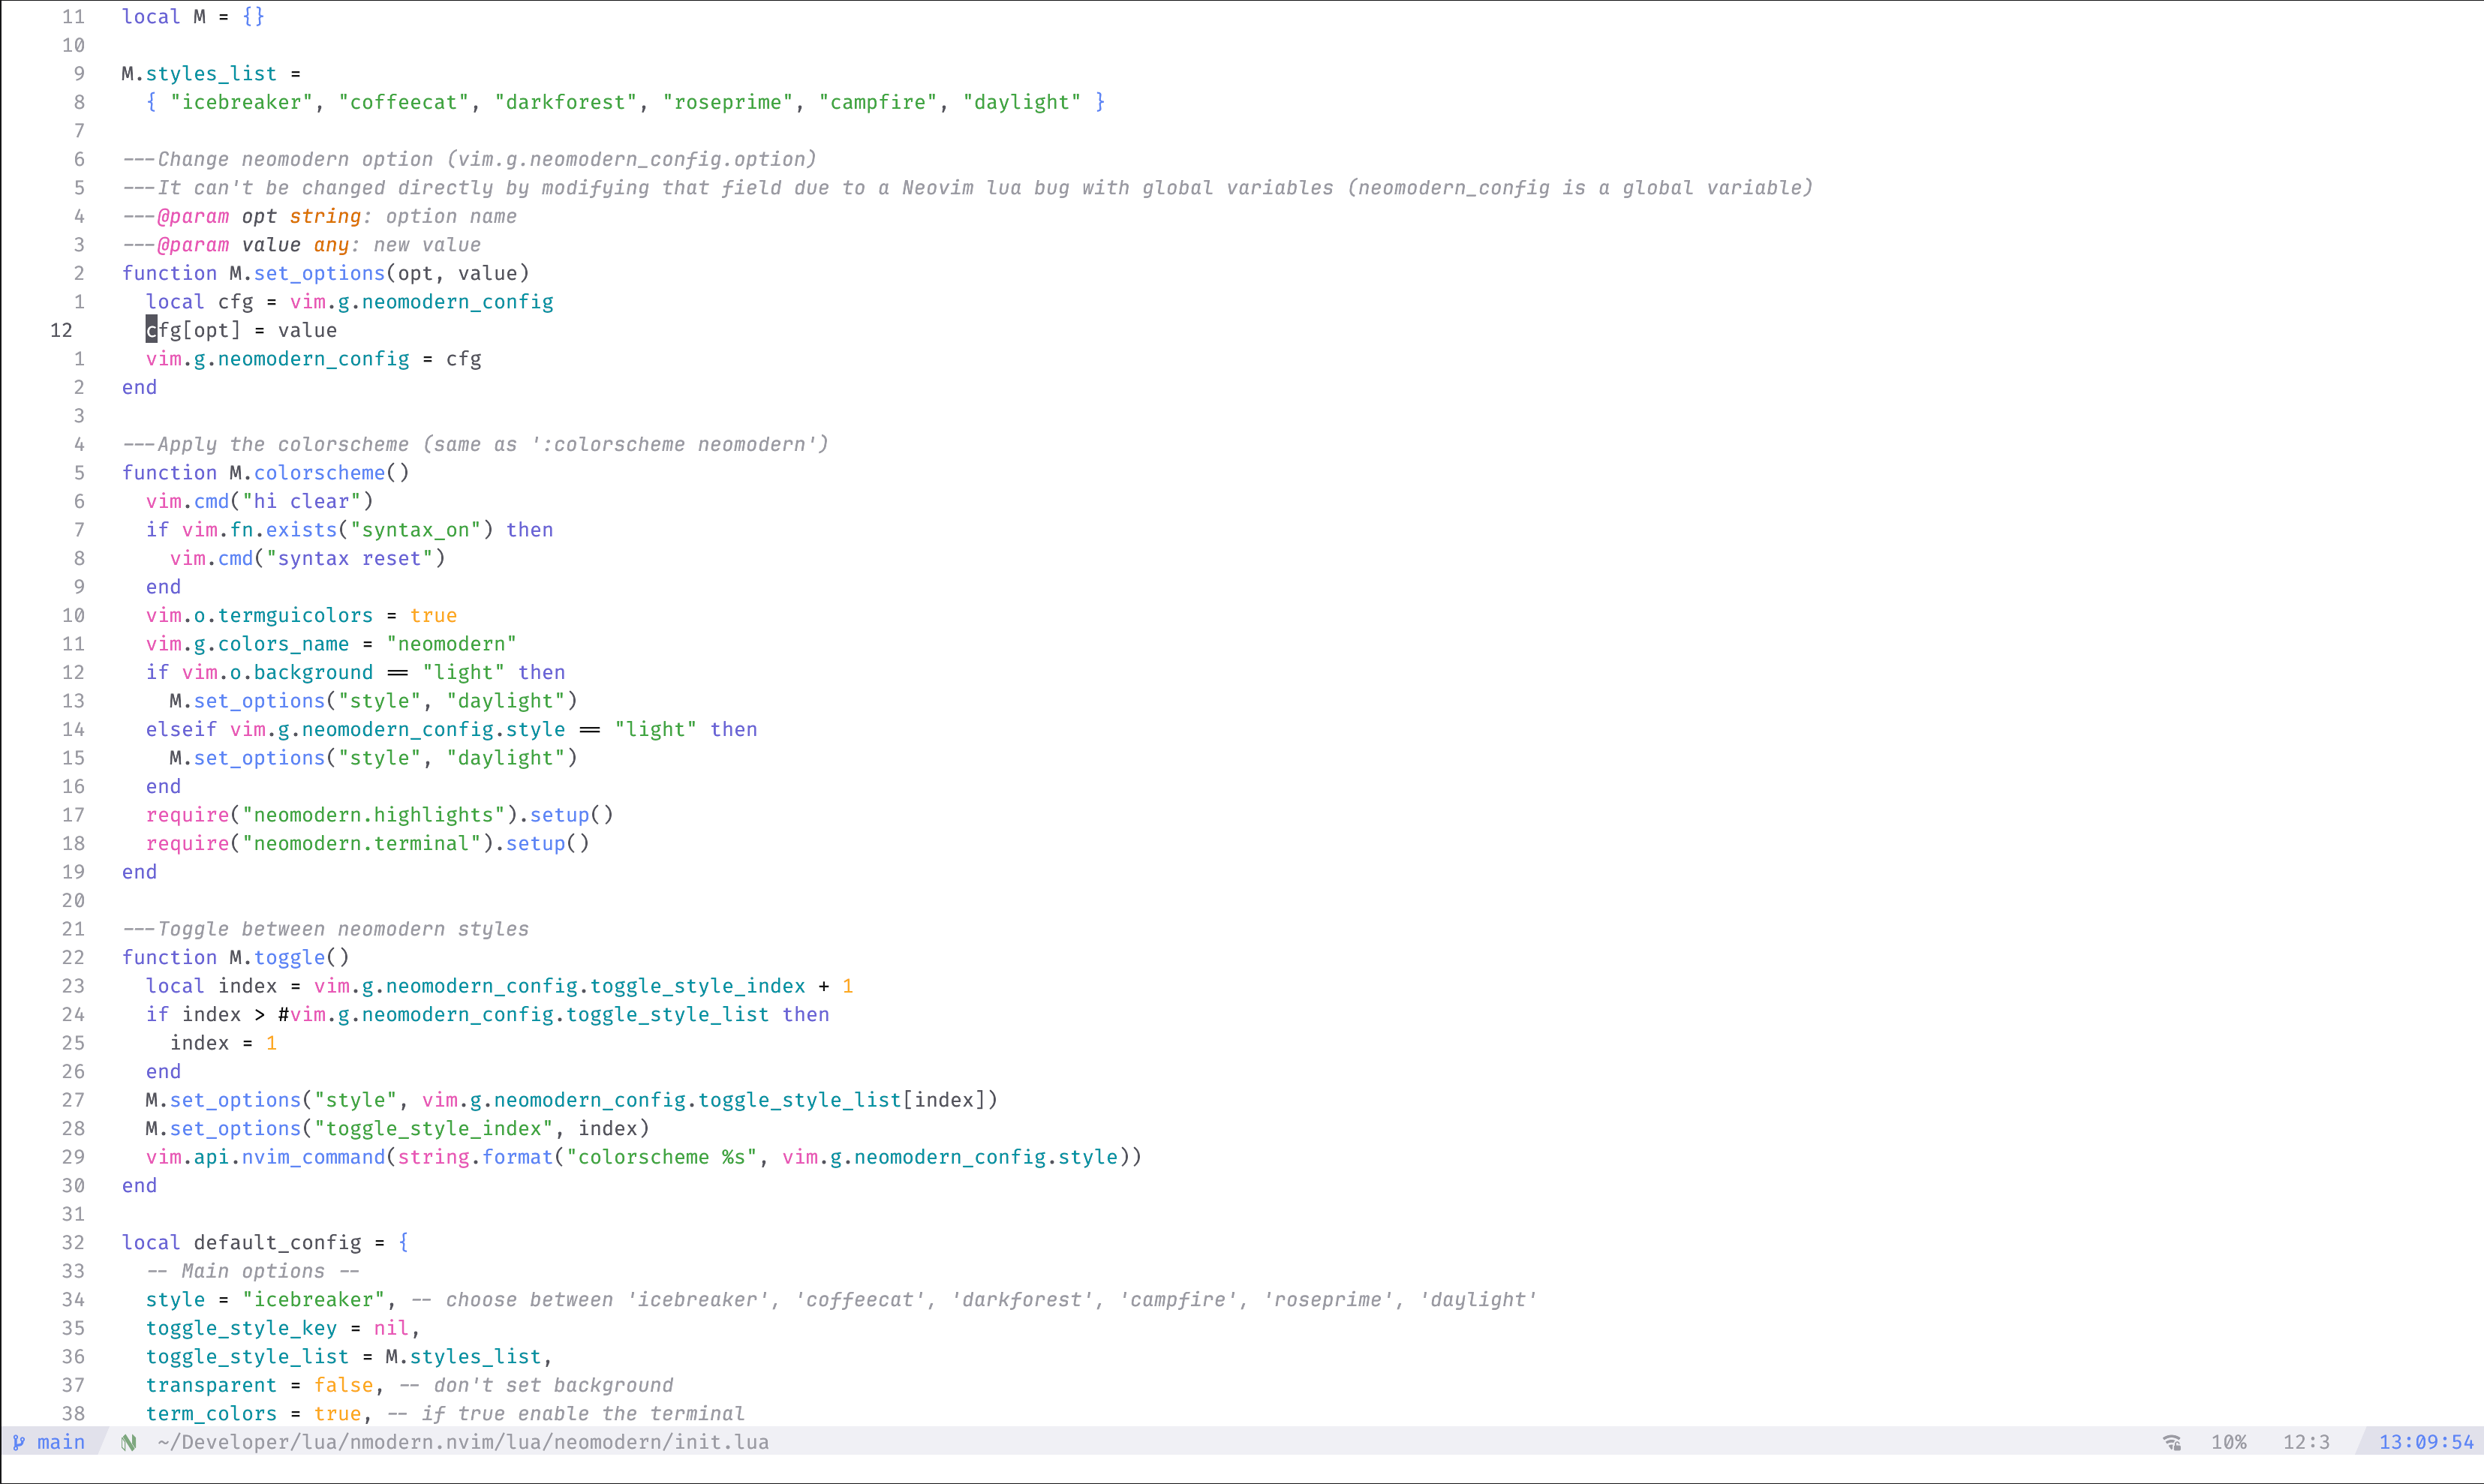 11 local M = {}
10
9 M.styles_list =
8   { "icebreaker", "coffeecat", "darkforest", "roseprime", "campfire", "daylight" }
7
6 ---Change neomodern option (vim.g.neomodern_config.option)
5 ---It can't be changed directly by modifying that field due to a Neovim lua bug with global variables (neomodern_config is a global variable)
4 ---@param opt string: option name
3 ---@param value any: new value
2 function M.set_options(opt, value)
1   local cfg = vim.g.neomodern_config
12   cfg[opt] = value
1   vim.g.neomodern_config = cfg
2 end
3
4 ---Apply the colorscheme (same as ':colorscheme neomodern')
5 function M.colorscheme()
6   vim.cmd("hi clear")
7   if vim.fn.exists("syntax_on") then
8     vim.cmd("syntax reset")
9   end
10   vim.o.termguicolors = true
11   vim.g.colors_name = "neomodern"
12   if vim.o.background == "light" then
13     M.set_options("style", "daylight")
14   elseif vim.g.neomodern_config.style == "light" then
15     M.set_options("style", "daylight")
16   end
17   require("neomodern.highlights").setup()
18   require("neomodern.terminal").setup()
19 end
20
21 ---Toggle between neomodern styles
22 function M.toggle()
23   local index = vim.g.neomodern_config.toggle_style_index + 1
24   if index > #vim.g.neomodern_config.toggle_style_list then
25     index = 1
26   end
27   M.set_options("style", vim.g.neomodern_config.toggle_style_list[index])
28   M.set_options("toggle_style_index", index)
29   vim.api.nvim_command(string.format("colorscheme %s", vim.g.neomodern_config.style))
30 end
31
32 local default_config = {
33   -- Main options --
34   style = "icebreaker", -- choose between 'icebreaker', 'coffeecat', 'darkforest', 'campfire', 'roseprime', 'daylight'
35   toggle_style_key = nil,
36   toggle_style_list = M.styles_list,
37   transparent = false, -- don't set background
38   term_colors = true, -- if true enable the terminal
main ~/Developer/lua/nmodern.nvim/lua/neomodern/init.lua 10% 12:3 13:09:54